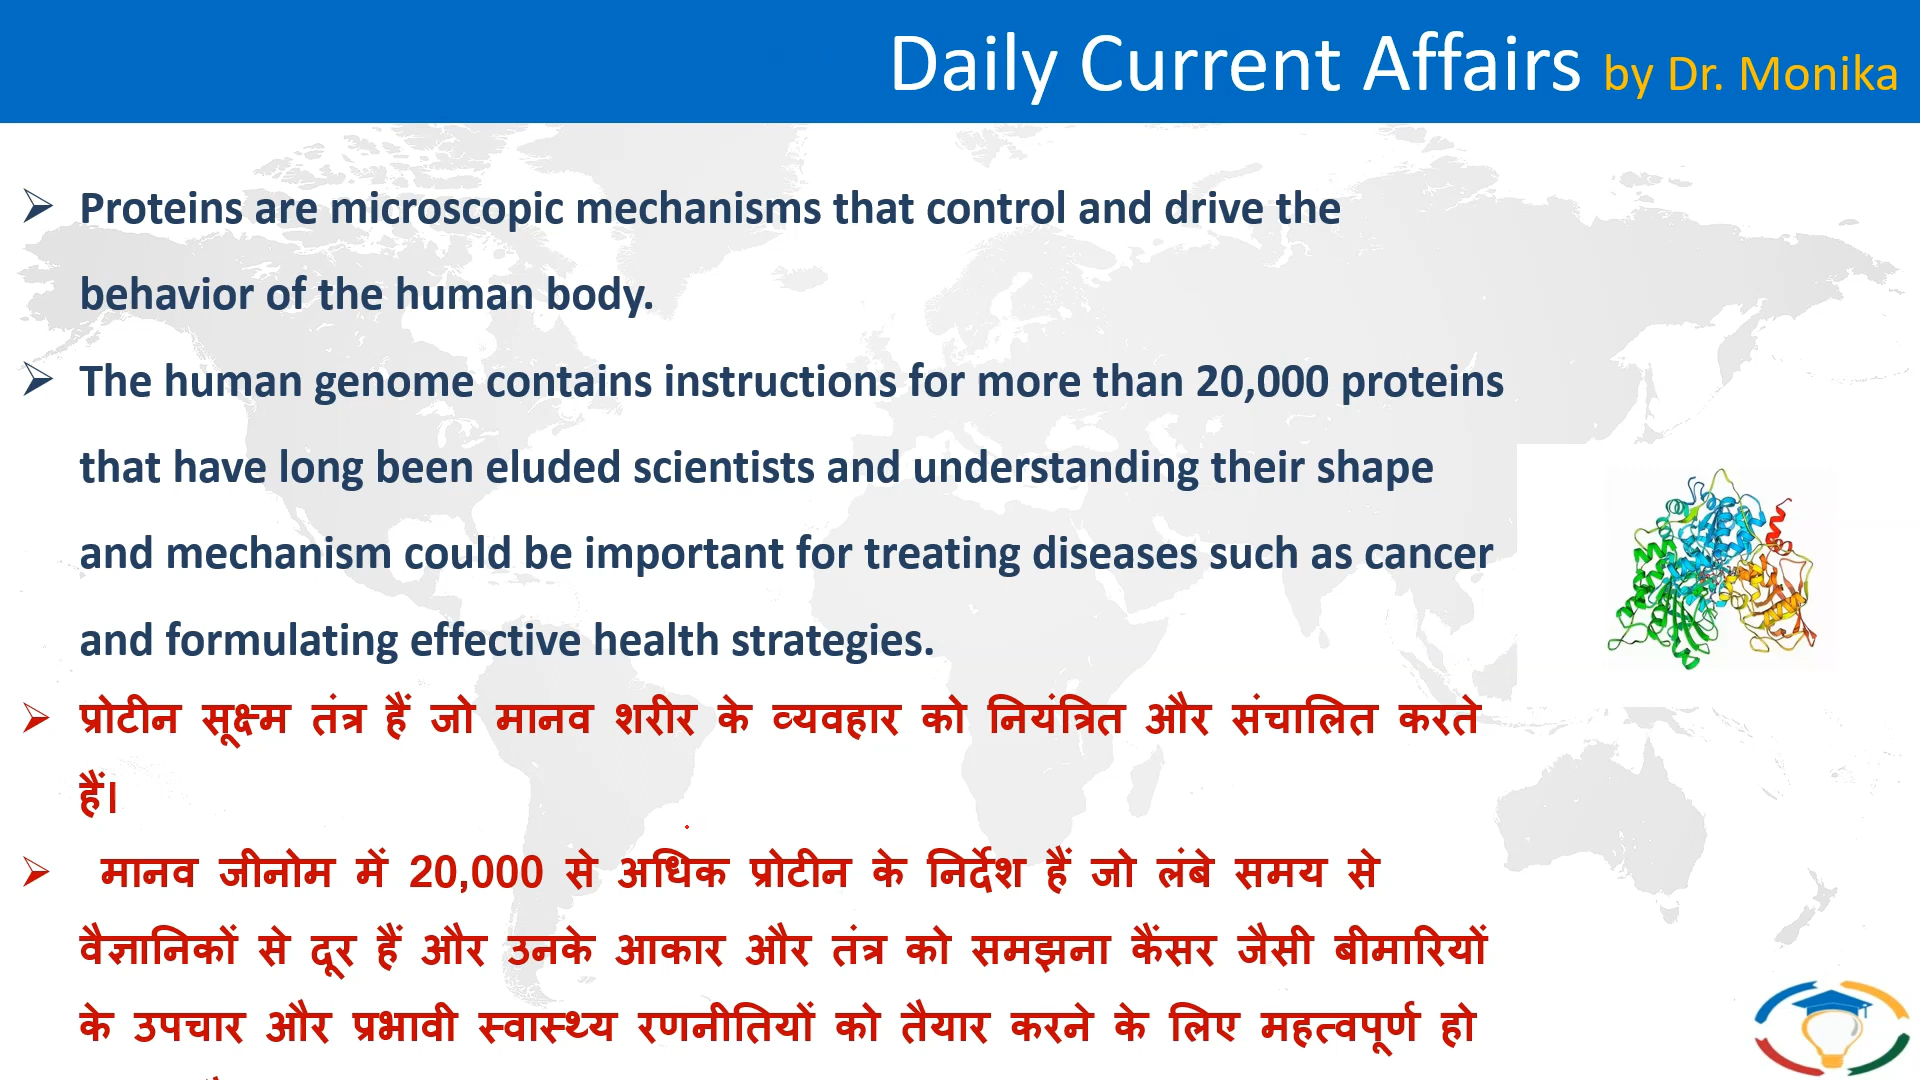 Daily Current Affairs by Dr. Monika
Proteins are microscopic mechanisms that control and drive the
behavior of the human body.
The human genome contains instructions for more than 20,000 proteins
that have long been eluded scientists and understanding their shape
and mechanism could be important for treating diseases such as cancer
and formulating effective health strategies.
प्रोटीन सूक्ष्म तंत्र हैं जो मानव शरीर के व्यवहार को नियंत्रित और संचालित करते
हैं।
मानव जीनोम में 20,000 से अधिक प्रोटीन के निर्देश हैं जो लंबे समय से
वैज्ञानिकों से दूर हैं और उनके आकार और तंत्र को समझना कैंसर जैसी बीमारियों
के उपचार और प्रभावी स्वास्थ्य रणनीतियों को तैयार करने के लिए महत्वपूर्ण हो